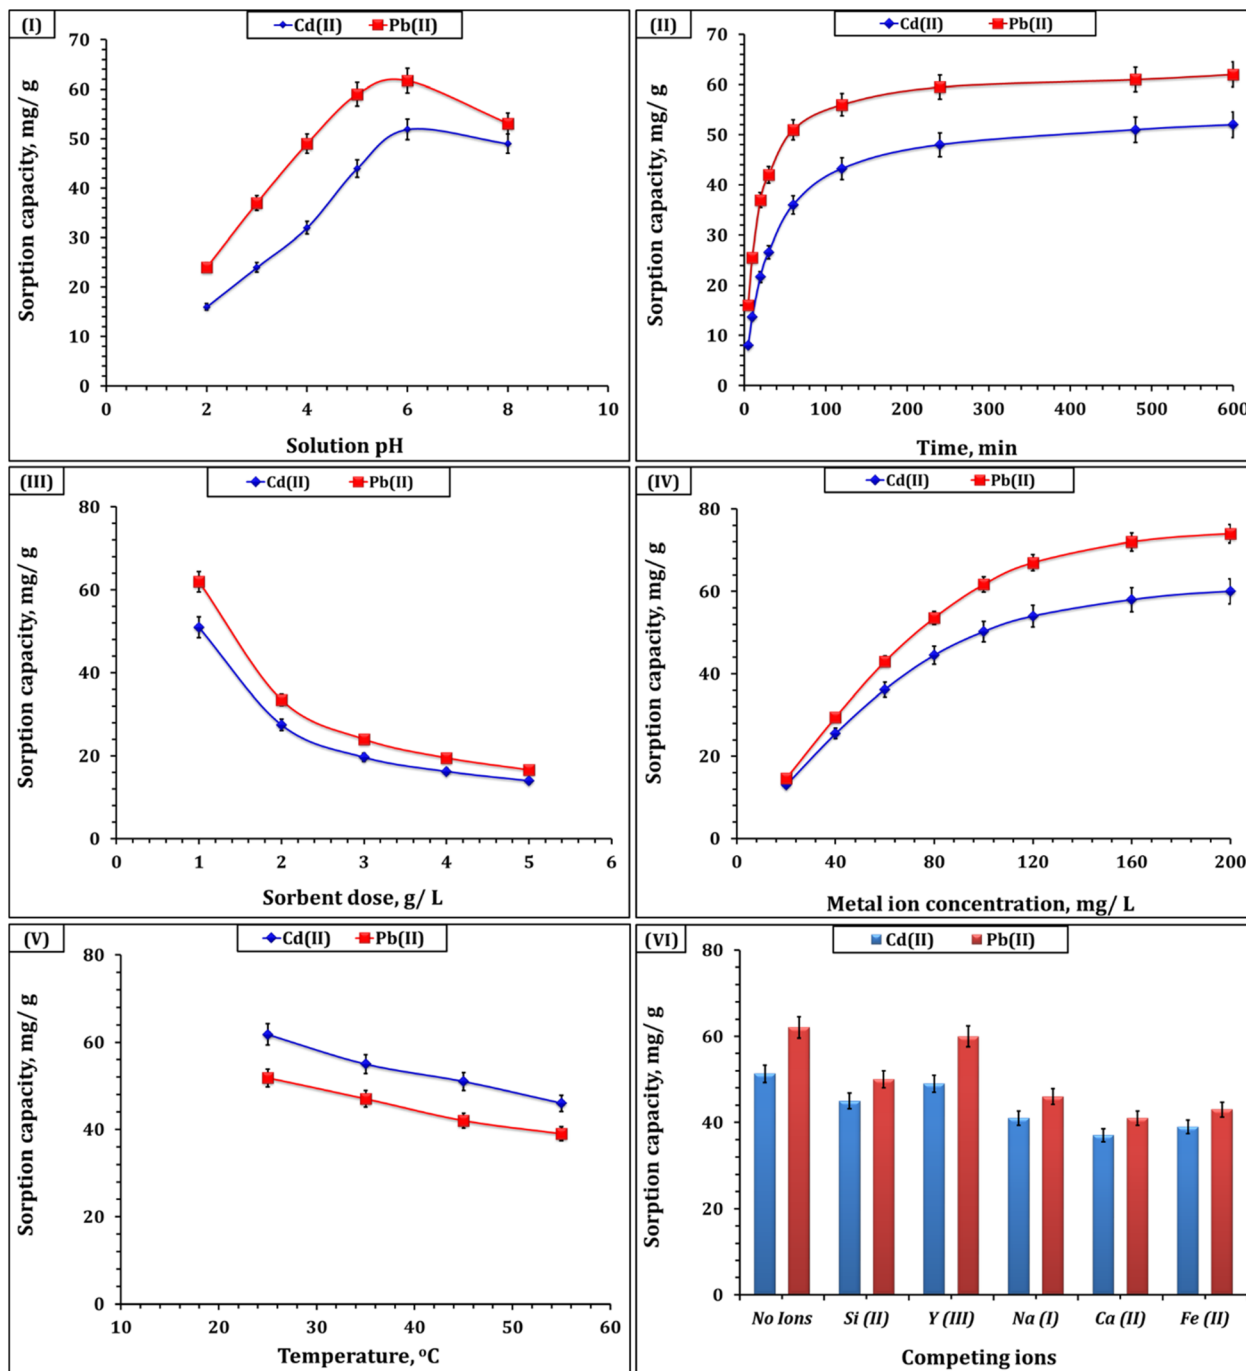 (I)
Cd(II) Pb(II)
Sorption capacity, mg/ g
70
60
50
40
30
20
10
0
0 2 4 6 8 10
Solution pH
(II)
Cd(II) Pb(II)
Sorption capacity, mg/ g
70
60
50
40
30
20
10
0
0 100 200 300 400 500 600
Time, min
(III)
Cd(II) Pb(II)
Sorption capacity, mg/ g
80
60
40
20
0
0 1 2 3 4 5 6
Sorbent dose, g/ L
(IV)
Cd(II) Pb(II)
Sorption capacity, mg/ g
80
60
40
20
0
0 40 80 120 160 200
Metal ion concentration, mg/ L
(V)
Cd(II) Pb(II)
Sorption capacity, mg/ g
80
60
40
20
0
10 20 30 40 50 60
Temperature, °C
(VI)
Cd(II) Pb(II)
Sorption capacity, mg/ g
80
60
40
20
0
No Ions Si (II) Y (III) Na (I) Ca (II) Fe (II)
Competing ions